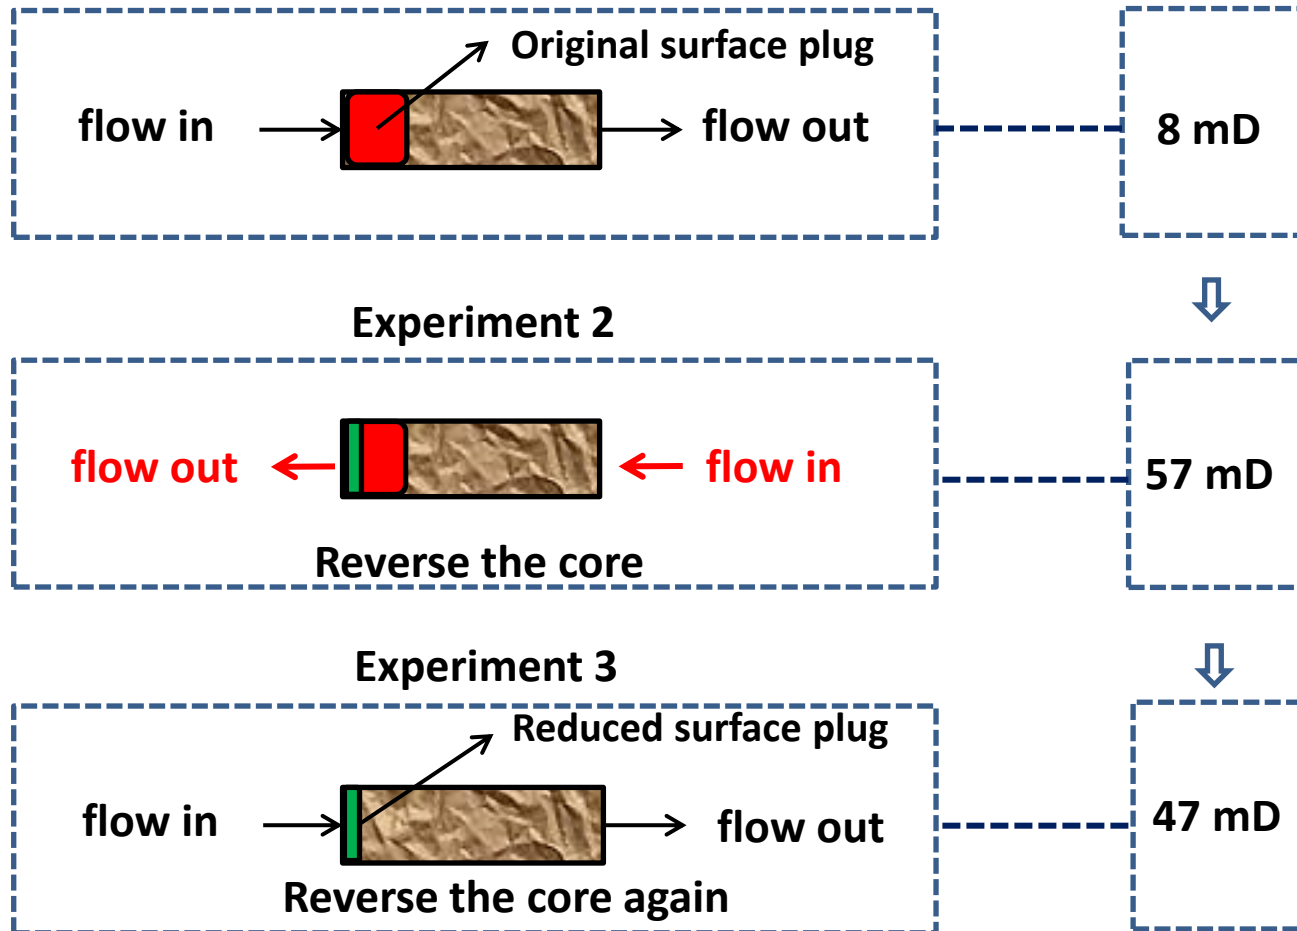 Original surface plug
flow in
flow out
8 mD
Experiment 2
flow out
flow in
57 mD
Reverse the core
Experiment 3
Reduced surface plug
flow in
flow out
47 mD
Reverse the core again